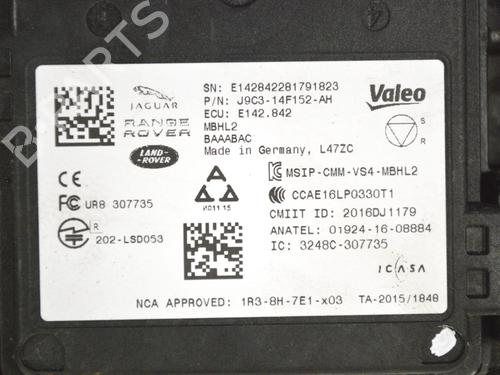 SN: E142842281791823
P/N: J9C3-14F152-AH
ECU: E142.842
MBHL2
BAAABAC
Made in Germany, L47ZC
JAGUAR
RANGE ROVER
LAND-ROVER
Valeo
S
R
MSIP-CMM-VS4-MBHL2
CCAE16LP0330T1
CMIIT ID: 2016DJ1179
ANATEL: 01924-16-08884
IC: 3248C-307735
CE
FC UR8 307735
R
202-LSD053
ICASA
NCA APPROVED: 1R3-8H-7E1-x03
TA-2015/1848